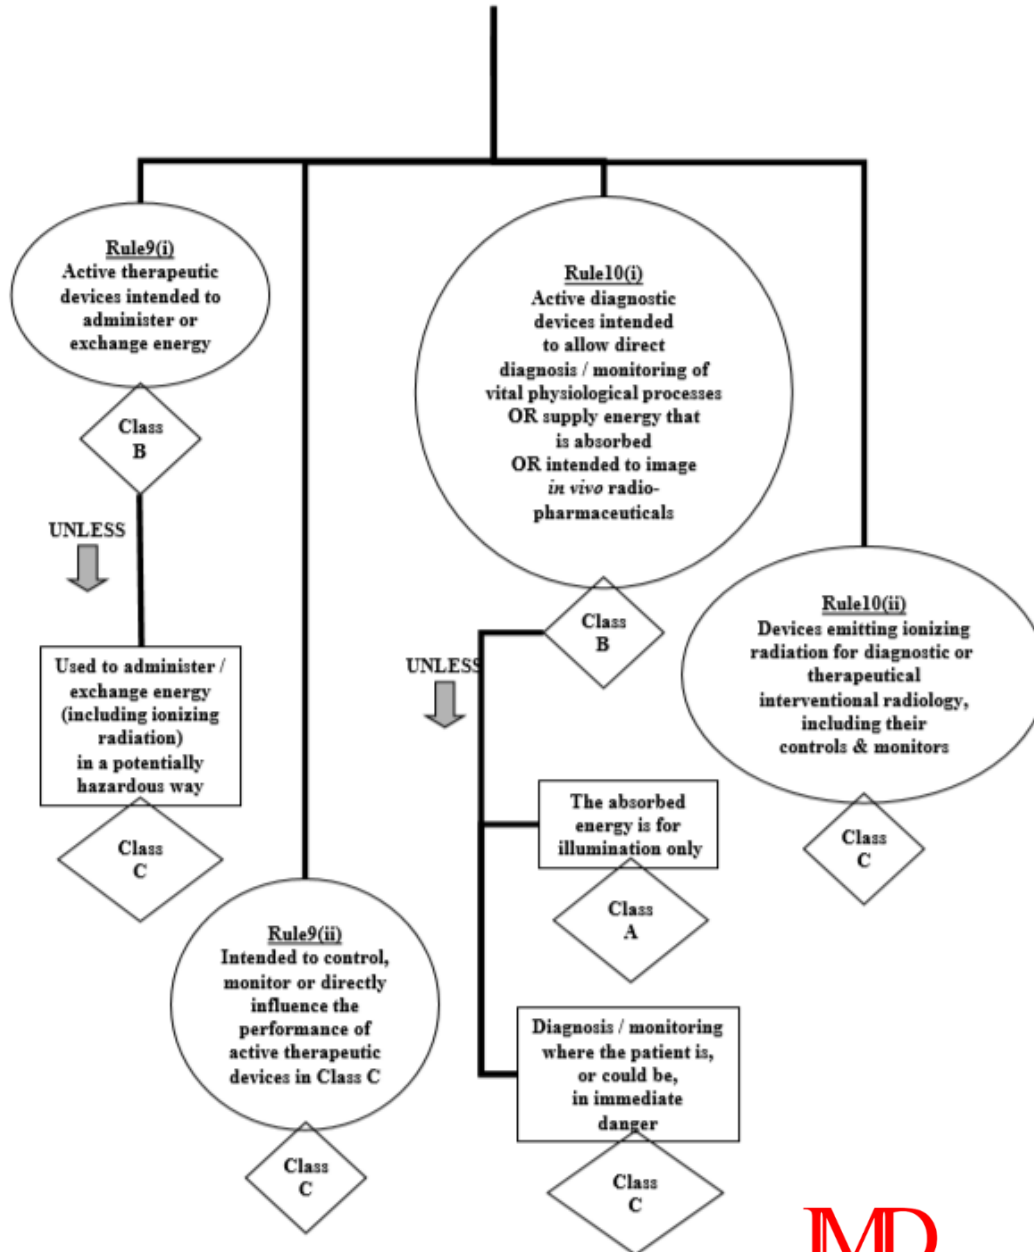 Rule9(i)
Active therapeutic
devices intended to
administer or
exchange energy
Class
B
UNLESS
Used to administer /
exchange energy
(including ionizing
radiation)
in a potentially
hazardous way
Class
C
Rule9(ii)
Intended to control,
monitor or directly
influence the
performance of
active therapeutic
devices in Class C
Class
C
Rule10(i)
Active diagnostic
devices intended
to allow direct
diagnosis / monitoring of
vital physiological processes
OR supply energy that
is absorbed
OR intended to image
in vivo radio-
pharmaceuticals
Class
B
UNLESS
The absorbed
energy is for
illumination only
Class
A
Diagnosis / monitoring
where the patient is,
or could be,
in immediate
danger
Class
C
Rule10(ii)
Devices emitting ionizing
radiation for diagnostic or
therapeutical
interventional radiology,
including their
controls & monitors
Class
C